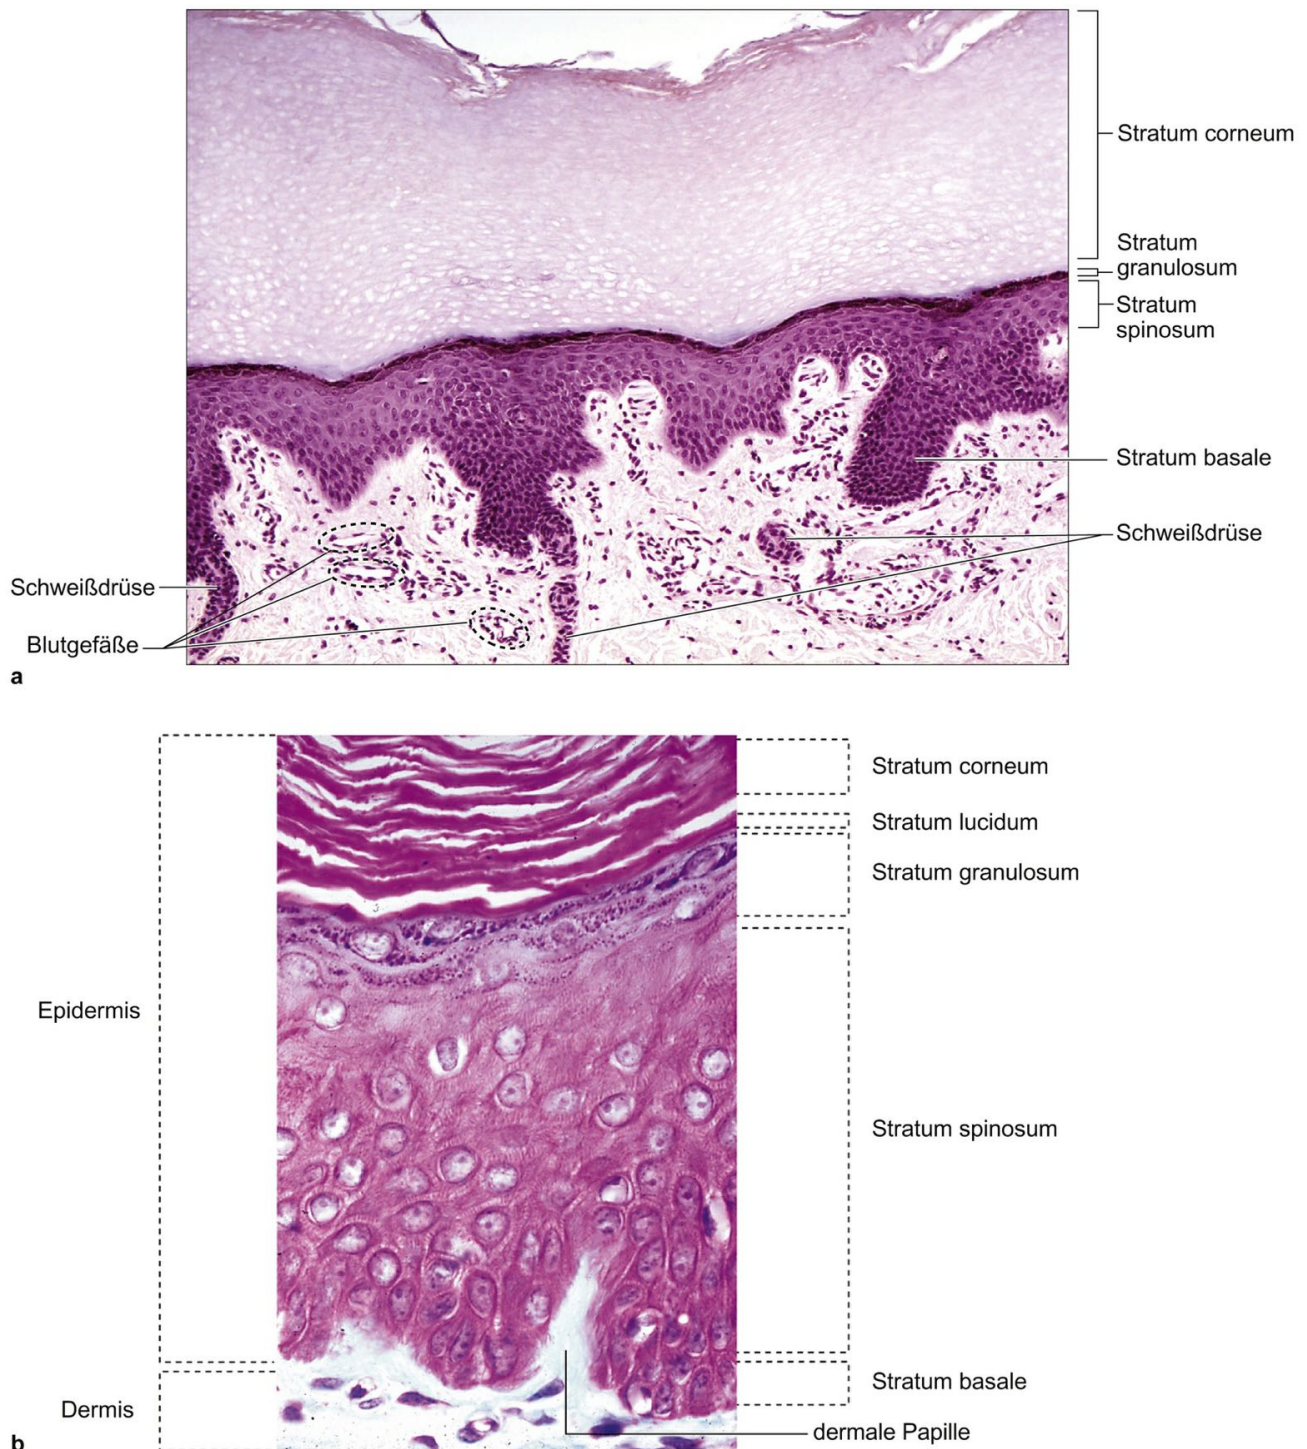 Stratum corneum
Stratum
granulosum
Stratum
spinosum
Stratum basale
Schweißdrüse
Schweißdrüse
Blutgefäße
a
Stratum corneum
Stratum lucidum
Stratum granulosum
Epidermis
Stratum spinosum
Stratum basale
Dermis
dermale Papille
b